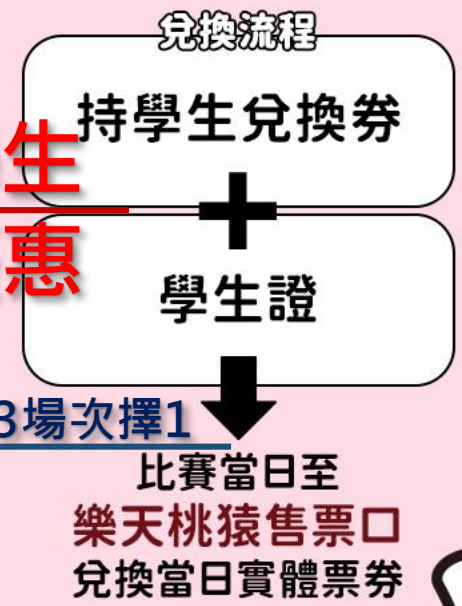 兌換流程
持學生兌換券
生
惠
學生證
3場次擇1
比賽當日至
樂天桃猿售票口
兌換當日實體票券